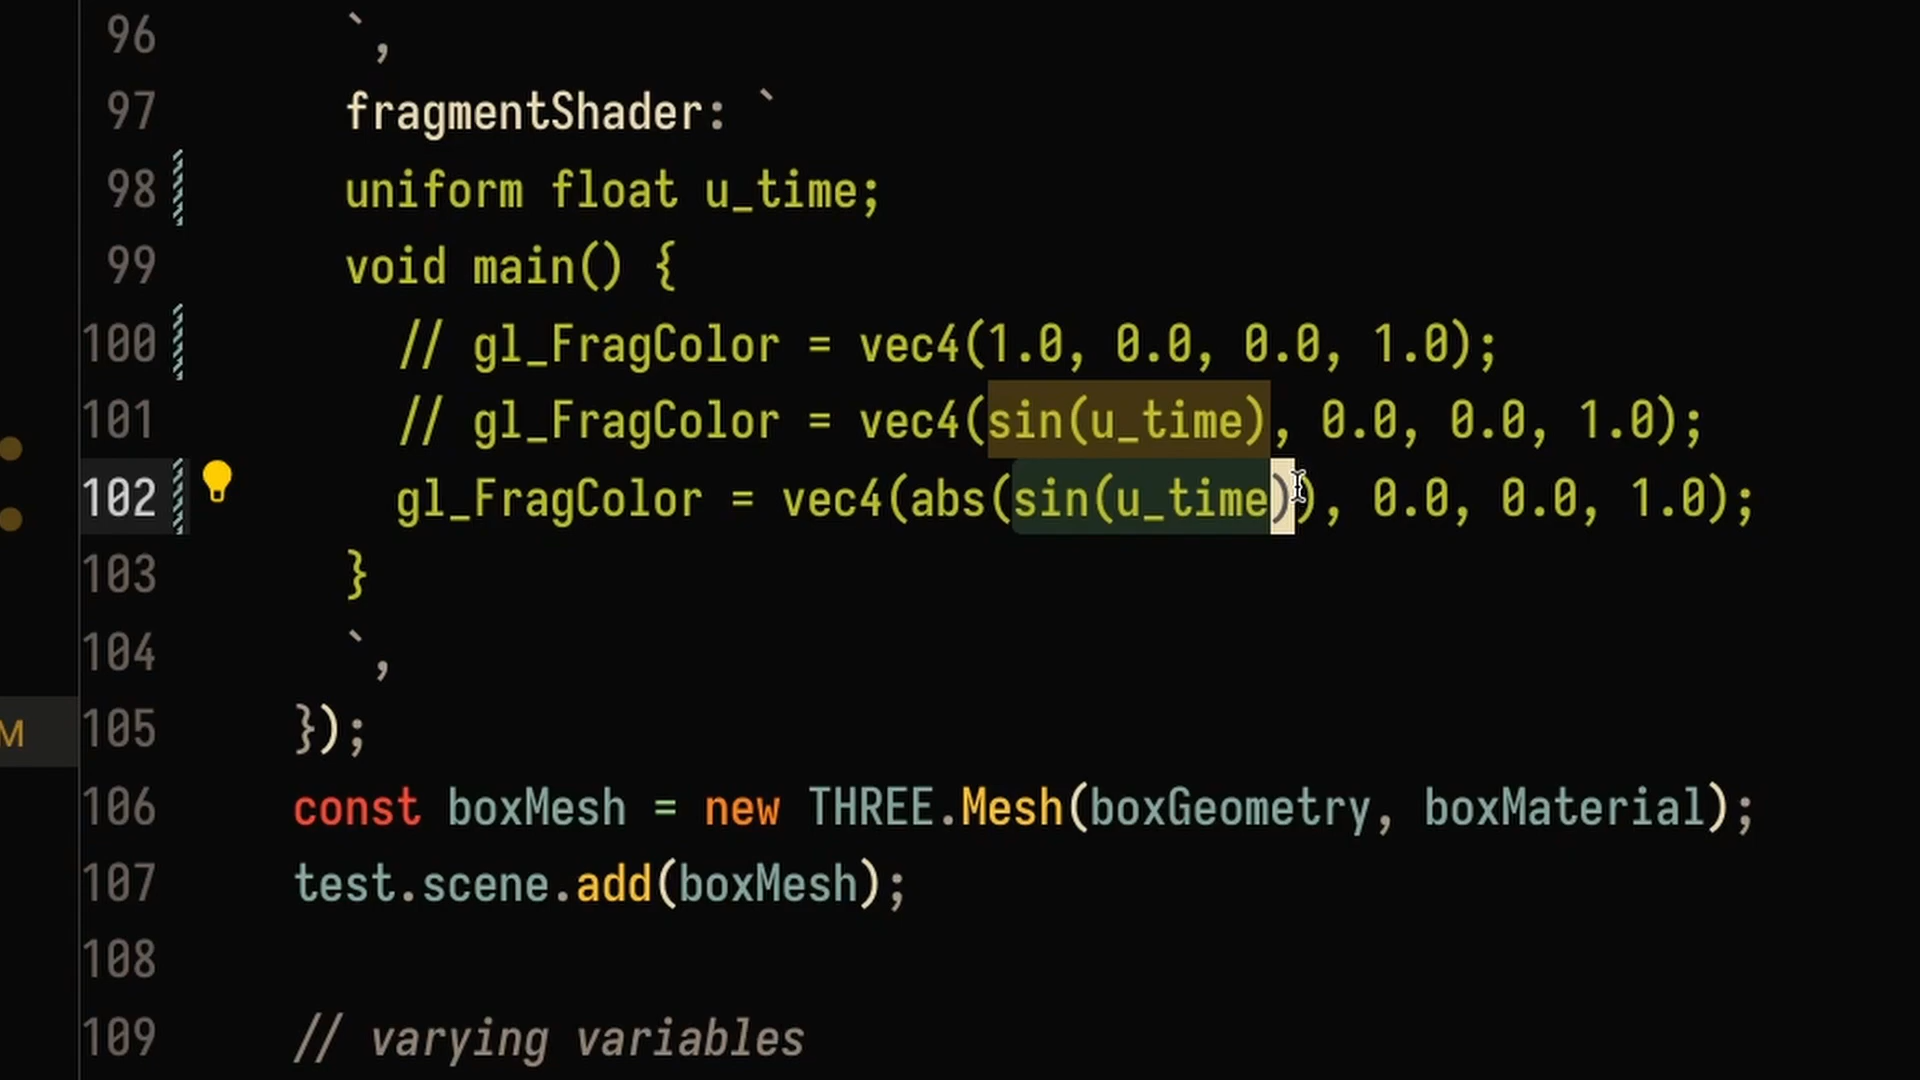 96 `,
97 fragmentShader: `
98 uniform float u_time;
99 void main() {
100 // gl_FragColor = vec4(1.0, 0.0, 0.0, 1.0);
101 // gl_FragColor = vec4(sin(u_time), 0.0, 0.0, 1.0);
102 gl_FragColor = vec4(abs(sin(u_time)), 0.0, 0.0, 1.0);
103 }
104 `,
M 105 });
106 const boxMesh = new THREE.Mesh(boxGeometry, boxMaterial);
107 test.scene.add(boxMesh);
108
109 // varying variables